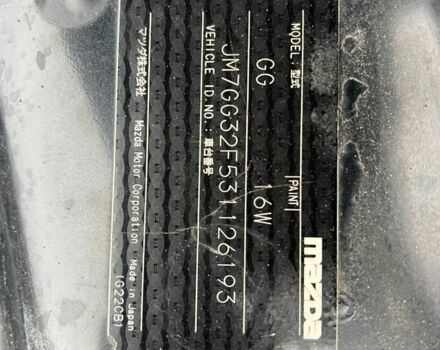 mazda
MODEL:型式 PAINT
GG 16W
VEHICLE ID.NO.:車台番号
JM7GG32F531126193
マツダ株式会社 Mazda Motor Corporation Made in Japan
(G22CB)